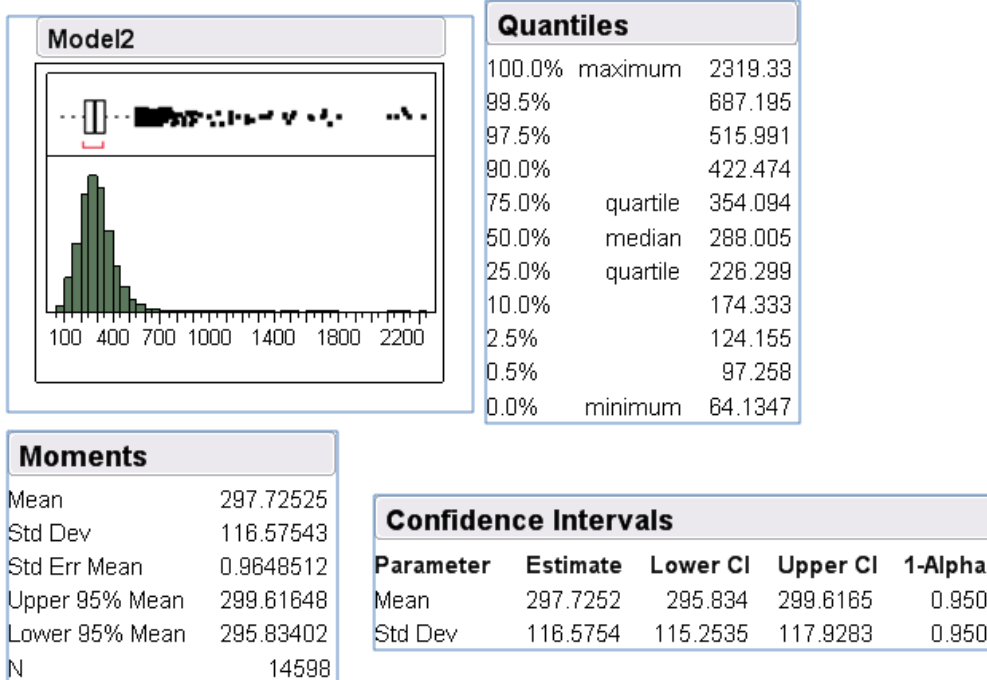 Model2
100 400 700 1000 1400 1800 2200
Quantiles
100.0% maximum 2319.33
99.5% 687.195
97.5% 515.991
90.0% 422.474
75.0% quartile 354.094
50.0% median 288.005
25.0% quartile 226.299
10.0% 174.333
2.5% 124.155
0.5% 97.258
0.0% minimum 64.1347
Moments
Mean 297.72525
Std Dev 116.57543
Std Err Mean 0.9648512
Upper 95% Mean 299.61648
Lower 95% Mean 295.83402
N 14598
Confidence Intervals
Parameter Estimate Lower CI Upper CI 1-Alpha
Mean 297.7252 295.834 299.6165 0.950
Std Dev 116.5754 115.2535 117.9283 0.950